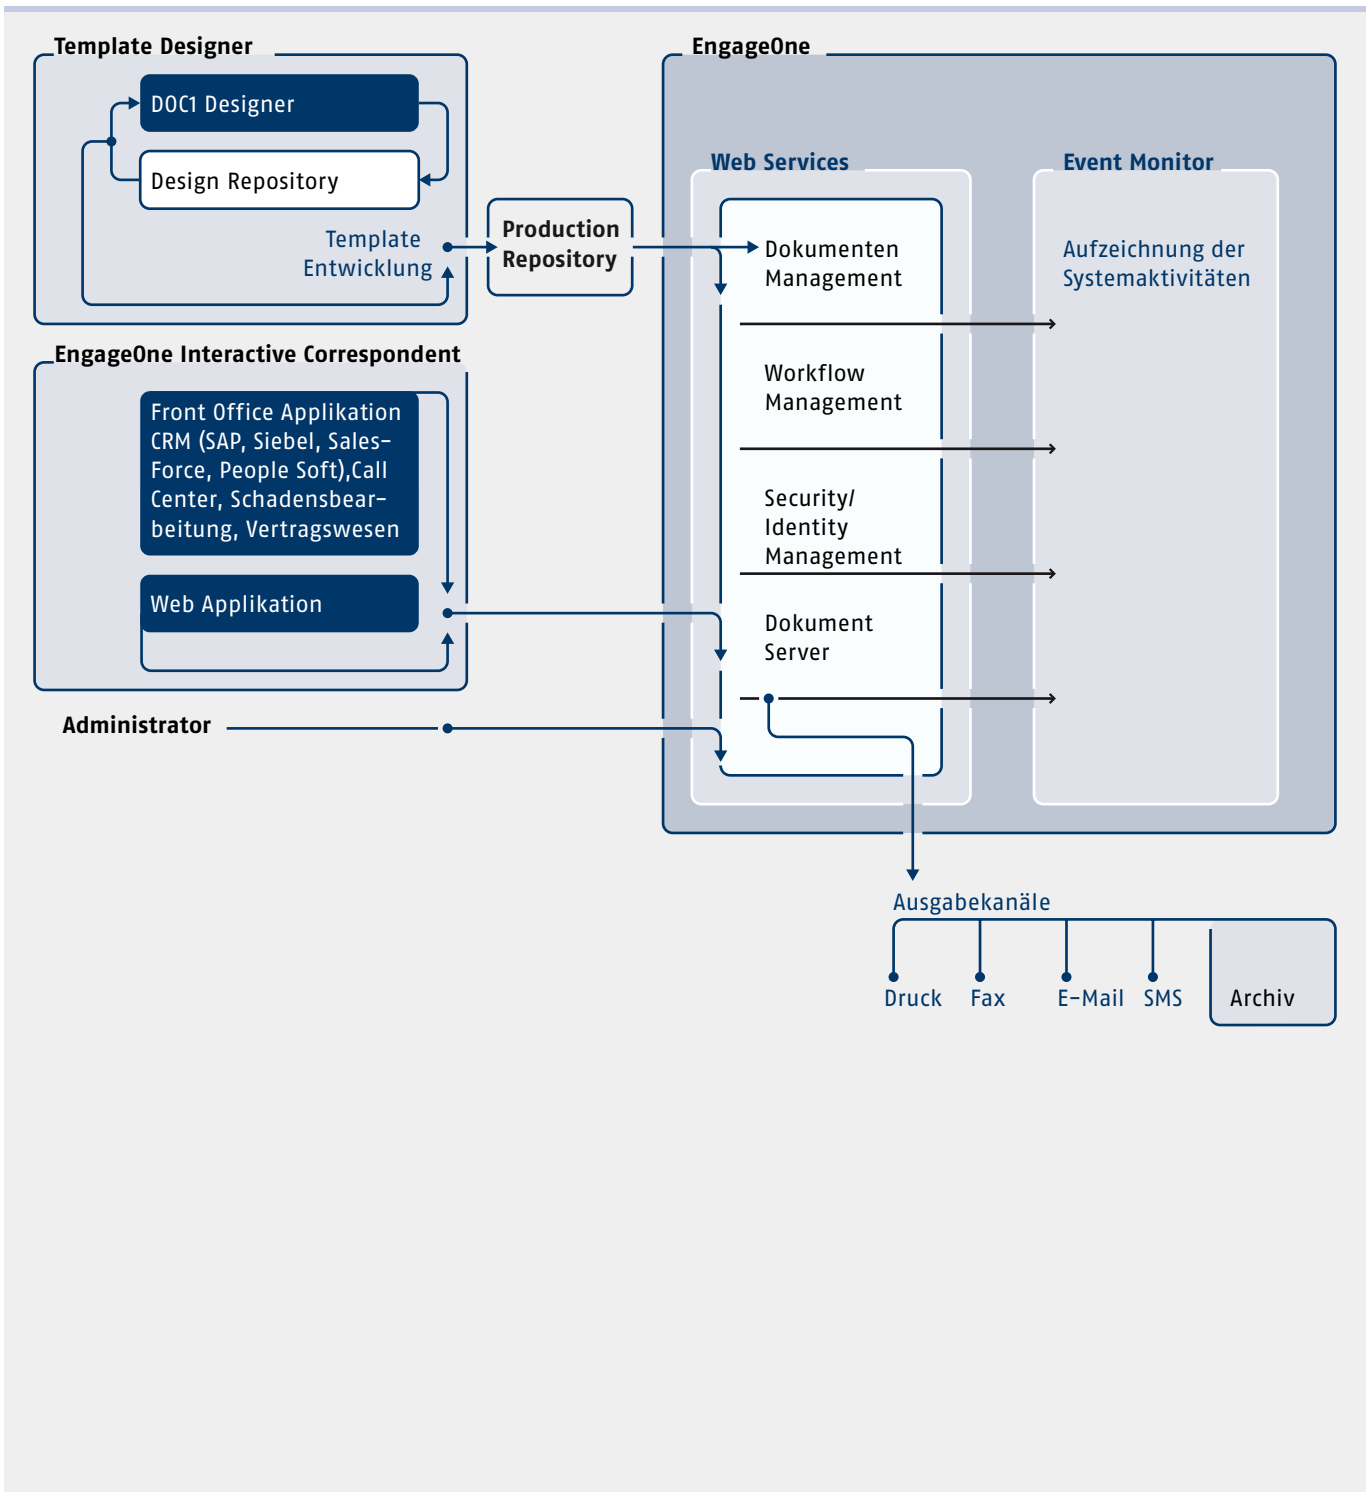 Template Designer
DOC1 Designer
Design Repository
Template
Entwicklung
Production
Repository
EngageOne Interactive Correspondent
Front Office Applikation
CRM (SAP, Siebel, Sales-
Force, People Soft),Call
Center, Schadensbear-
beitung, Vertragswesen
Web Applikation
Administrator
EngageOne
Web Services
Dokumenten
Management
Workflow
Management
Security/
Identity
Management
Dokument
Server
Event Monitor
Aufzeichnung der
Systemaktivitäten
Ausgabekanäle
Druck
Fax
E-Mail
SMS
Archiv